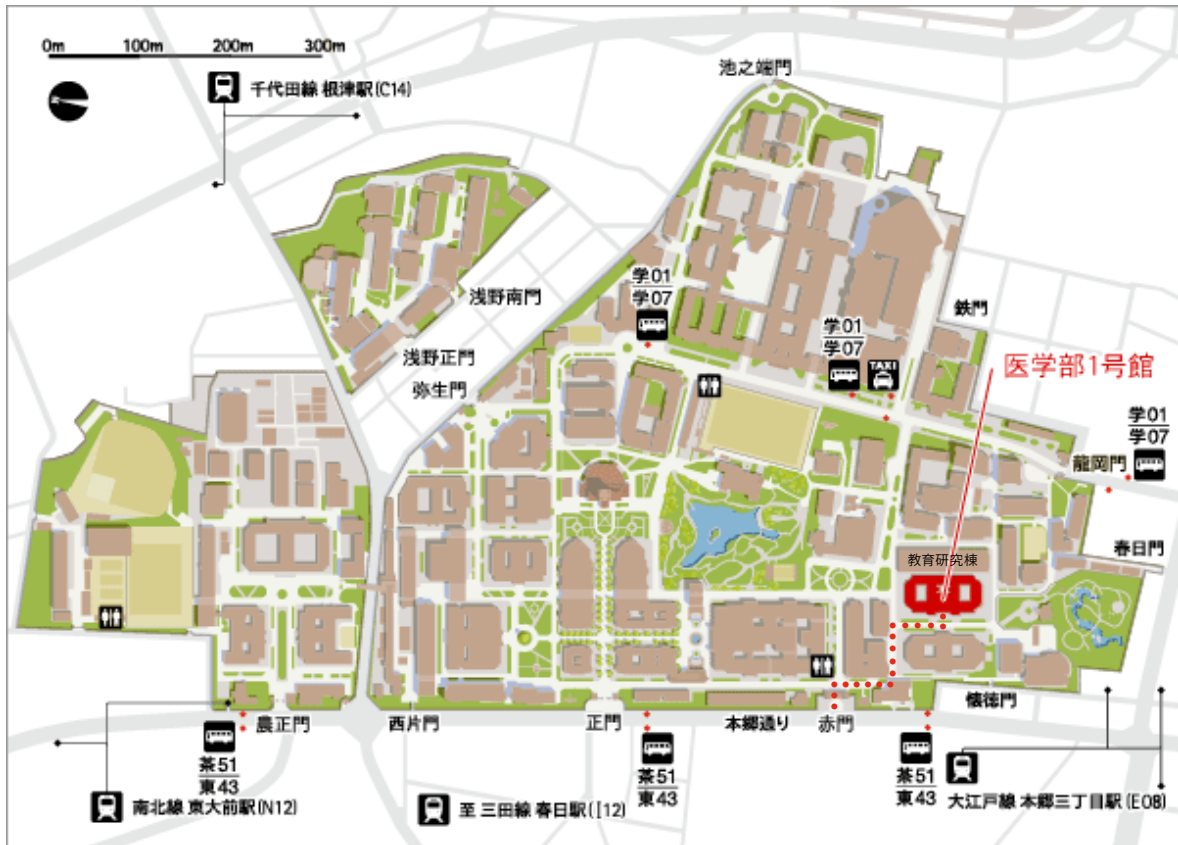 0m 100m 200m 300m
千代田線 根津駅(C14)
池之端門
学01
学07
浅野南門
浅野正門
弥生門
学01
学07
TAXI
鉄門
医学部1号館
学01
学07
龍岡門
春日門
教育研究棟
懐徳門
農正門
西片門
正門
本郷通り
赤門
茶51
東43
茶51
東43
茶51
東43
南北線 東大前駅(N12)
至 三田線 春日駅(I12)
大江戸線 本郷三丁目駅(E08)